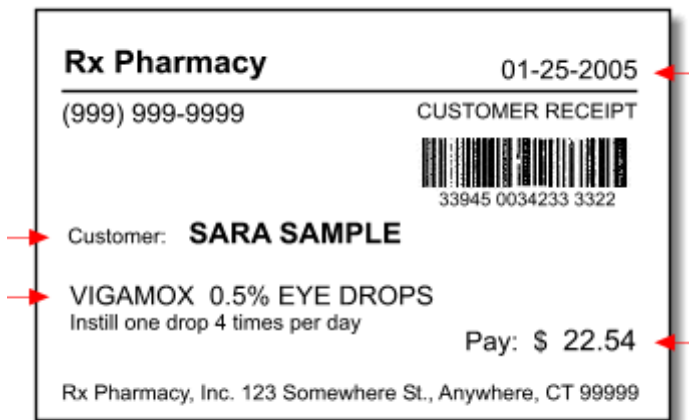 Rx Pharmacy 01-25-2005
(999) 999-9999 CUSTOMER RECEIPT
33945 0034233 3322
Customer: SARA SAMPLE
VIGAMOX 0.5% EYE DROPS
Instill one drop 4 times per day
Pay: $ 22.54
Rx Pharmacy, Inc. 123 Somewhere St., Anywhere, CT 99999